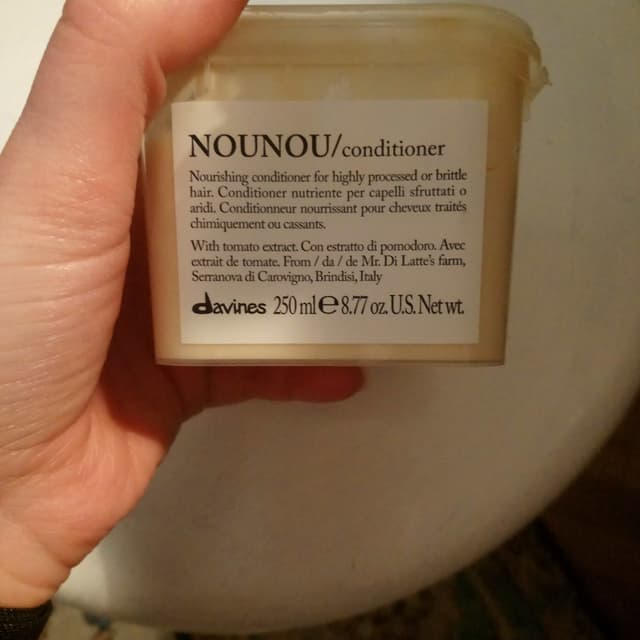 NOUNOU/conditioner
Nourishing conditioner for highly processed or brittle
hair. Conditioner nutriente per capelli sfruttati o
aridi. Conditionneur nourrissant pour cheveux traités
chimiquement ou cassants.
With tomato extract. Con estratto di pomodoro. Avec
extrait de tomate. From / da / de Mr. Di Latte's farm,
Serranova di Carovigno, Brindisi, Italy
davines 250 ml e 8.77 oz. U.S. Net wt.